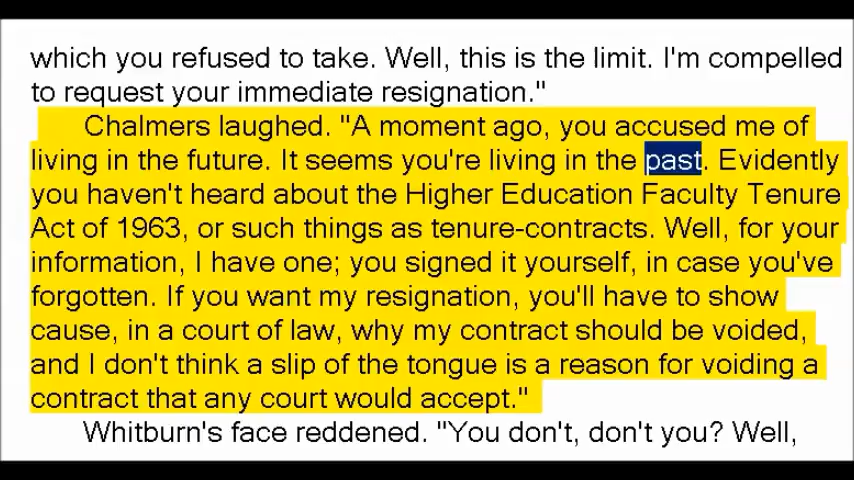 which you refused to take. Well, this is the limit. I'm compelled
to request your immediate resignation."
Chalmers laughed. "A moment ago, you accused me of
living in the future. It seems you're living in the past. Evidently
you haven't heard about the Higher Education Faculty Tenure
Act of 1963, or such things as tenure-contracts. Well, for your
information, I have one; you signed it yourself, in case you've
forgotten. If you want my resignation, you'll have to show
cause, in a court of law, why my contract should be voided,
and I don't think a slip of the tongue is a reason for voiding a
contract that any court would accept."
Whitburn's face reddened. "You don't, don't you? Well,